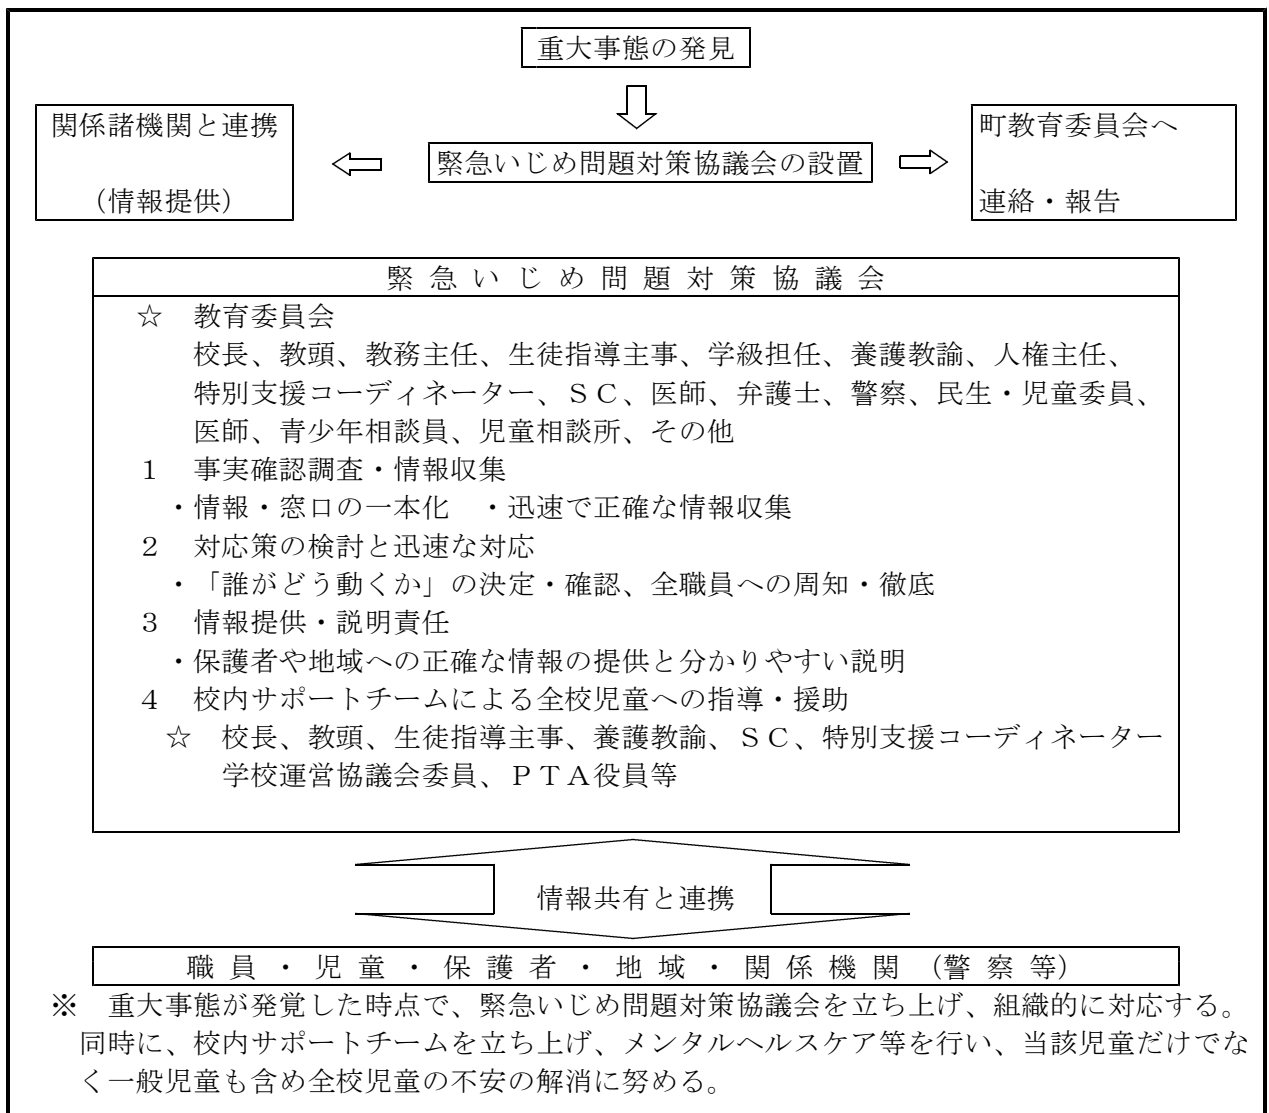 重大事態の発見
関係諸機関と連携
(情報提供)
緊急いじめ問題対策協議会の設置
町教育委員会へ
連絡・報告
緊急いじめ問題対策協議会
☆ 教育委員会
校長、教頭、教務主任、生徒指導主事、学級担任、養護教諭、人権主任、
特別支援コーディネーター、SC、医師、弁護士、警察、民生・児童委員、
医師、青少年相談員、児童相談所、その他
1 事実確認調査・情報収集
・情報・窓口の一本化 ・迅速で正確な情報収集
2 対応策の検討と迅速な対応
・「誰がどう動くか」の決定・確認、全職員への周知・徹底
3 情報提供・説明責任
・保護者や地域への正確な情報の提供と分かりやすい説明
4 校内サポートチームによる全校児童への指導・援助
☆ 校長、教頭、生徒指導主事、養護教諭、SC、特別支援コーディネーター
学校運営協議会委員、PTA役員等
情報共有と連携
職員・児童・保護者・地域・関係機関(警察等)
※ 重大事態が発覚した時点で、緊急いじめ問題対策協議会を立ち上げ、組織的に対応する。
同時に、校内サポートチームを立ち上げ、メンタルヘルスケア等を行い、当該児童だけでな
く一般児童も含め全校児童の不安の解消に努める。